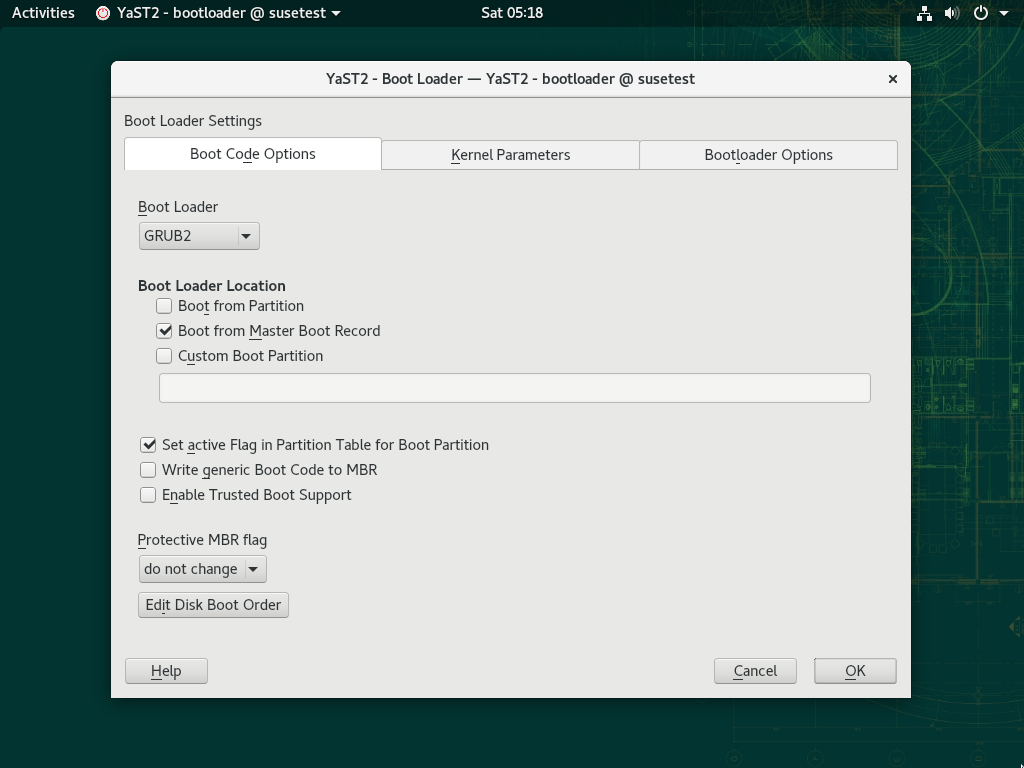 Activities YaST2 - bootloader @ susetest Sat 05:18
YaST2 - Boot Loader — YaST2 - bootloader @ susetest
Boot Loader Settings
Boot Code Options Kernel Parameters Bootloader Options
Boot Loader
GRUB2
Boot Loader Location
Boot from Partition
Boot from Master Boot Record
Custom Boot Partition
Set active Flag in Partition Table for Boot Partition
Write generic Boot Code to MBR
Enable Trusted Boot Support
Protective MBR flag
do not change
Edit Disk Boot Order
Help Cancel OK